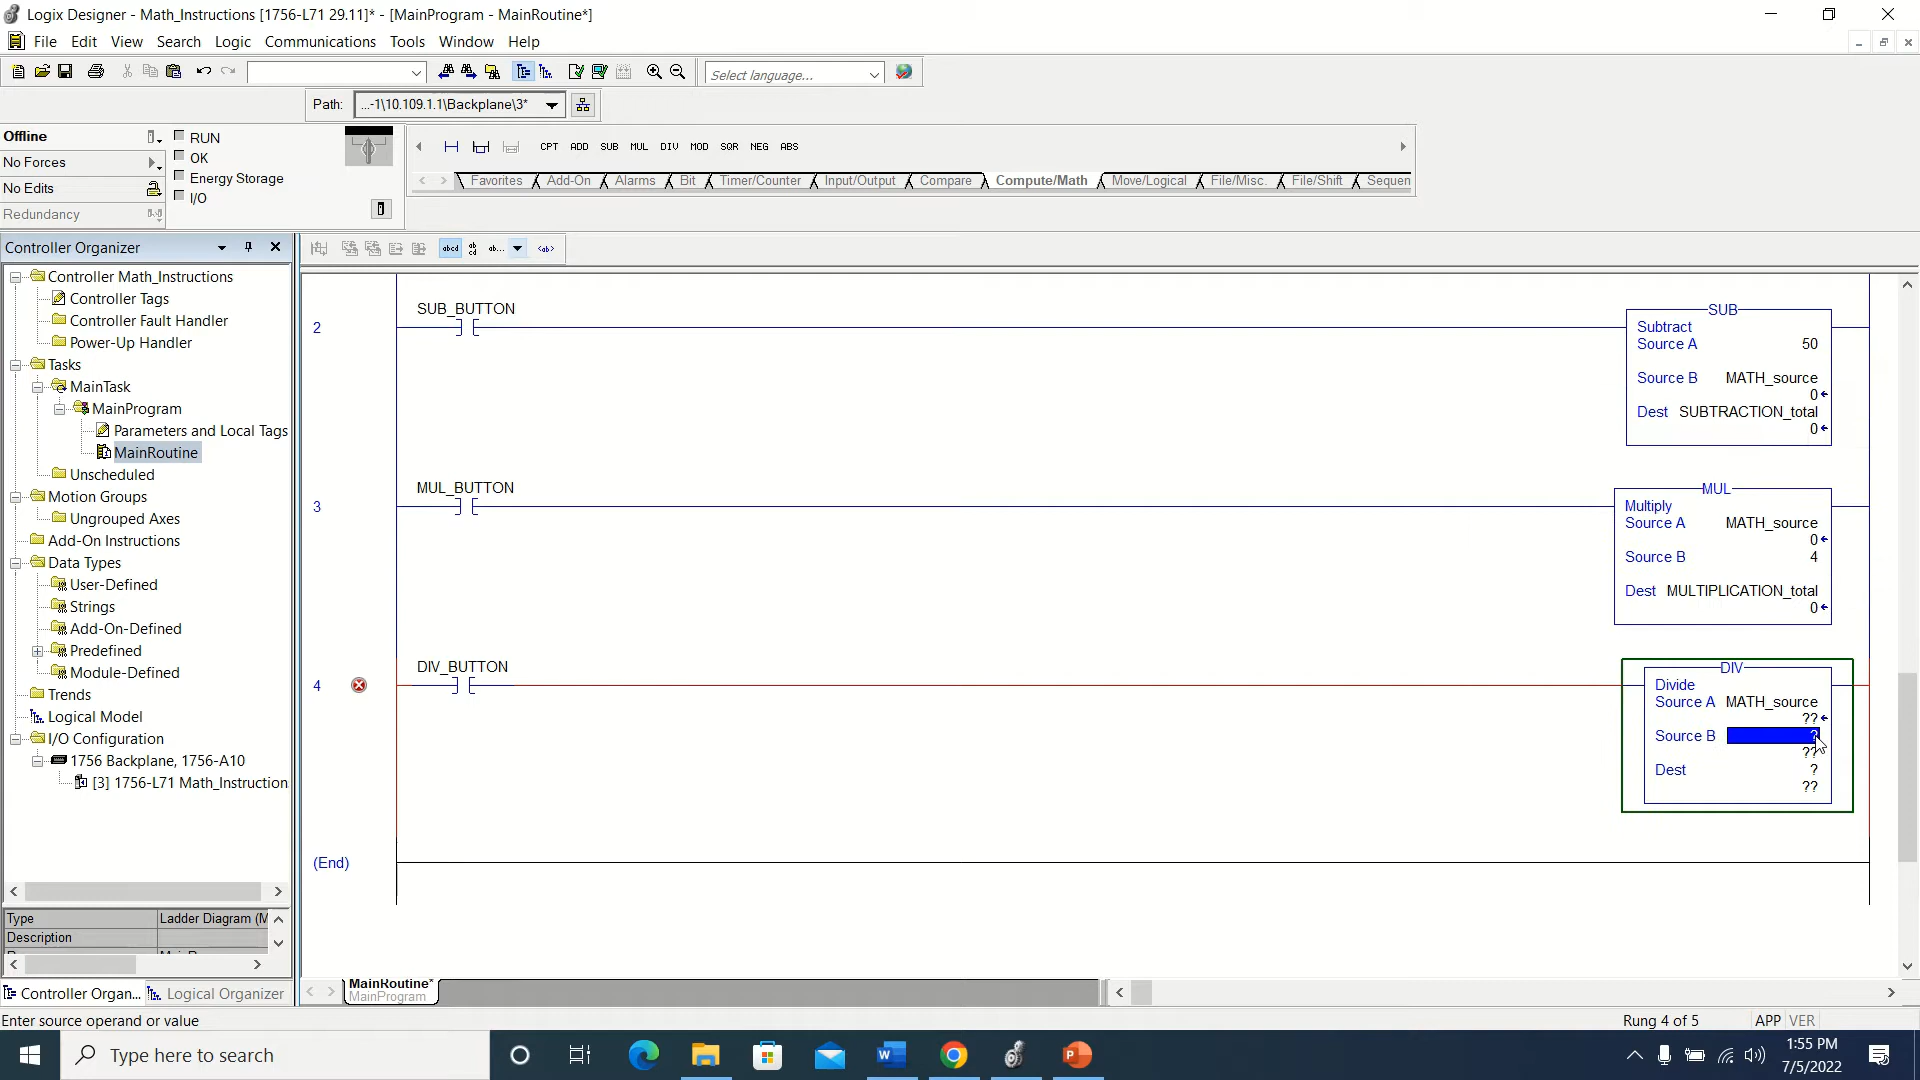 Logix Designer - Math_Instructions [1756-L71 29.11]* - [MainProgram - MainRoutine*]
File Edit View Search Logic Communications Tools Window Help
Select language...
Path: ...-1\10.109.1.1\Backplane\3*
Offline
No Forces
No Edits
Redundancy
RUN
OK
Energy Storage
I/O
CPT ADD SUB MUL DIV MOD SQR NEG ABS
Favorites Add-On Alarms Bit Timer/Counter Input/Output Compare Compute/Math Move/Logical File/Misc. File/Shift Sequen
Controller Organizer
abcd ab cd ab... <ab>
Controller Math_Instructions
Controller Tags
Controller Fault Handler
Power-Up Handler
Tasks
MainTask
MainProgram
Parameters and Local Tags
MainRoutine
Unscheduled
Motion Groups
Ungrouped Axes
Add-On Instructions
Data Types
User-Defined
Strings
Add-On-Defined
Predefined
Module-Defined
Trends
Logical Model
I/O Configuration
1756 Backplane, 1756-A10
[3] 1756-L71 Math_Instruction
Type Ladder Diagram (M
Description
Controller Organ... Logical Organizer
2
SUB_BUTTON
SUB
Subtract
Source A 50
Source B MATH_source
0
Dest SUBTRACTION_total
0
3
MUL_BUTTON
MUL
Multiply
Source A MATH_source
0
Source B 4
Dest MULTIPLICATION_total
0
4
DIV_BUTTON
DIV
Divide
Source A MATH_source
??
Source B ?
??
Dest ?
??
(End)
MainRoutine*
MainProgram
Enter source operand or value
Rung 4 of 5
APP VER
Type here to search
1:55 PM
7/5/2022